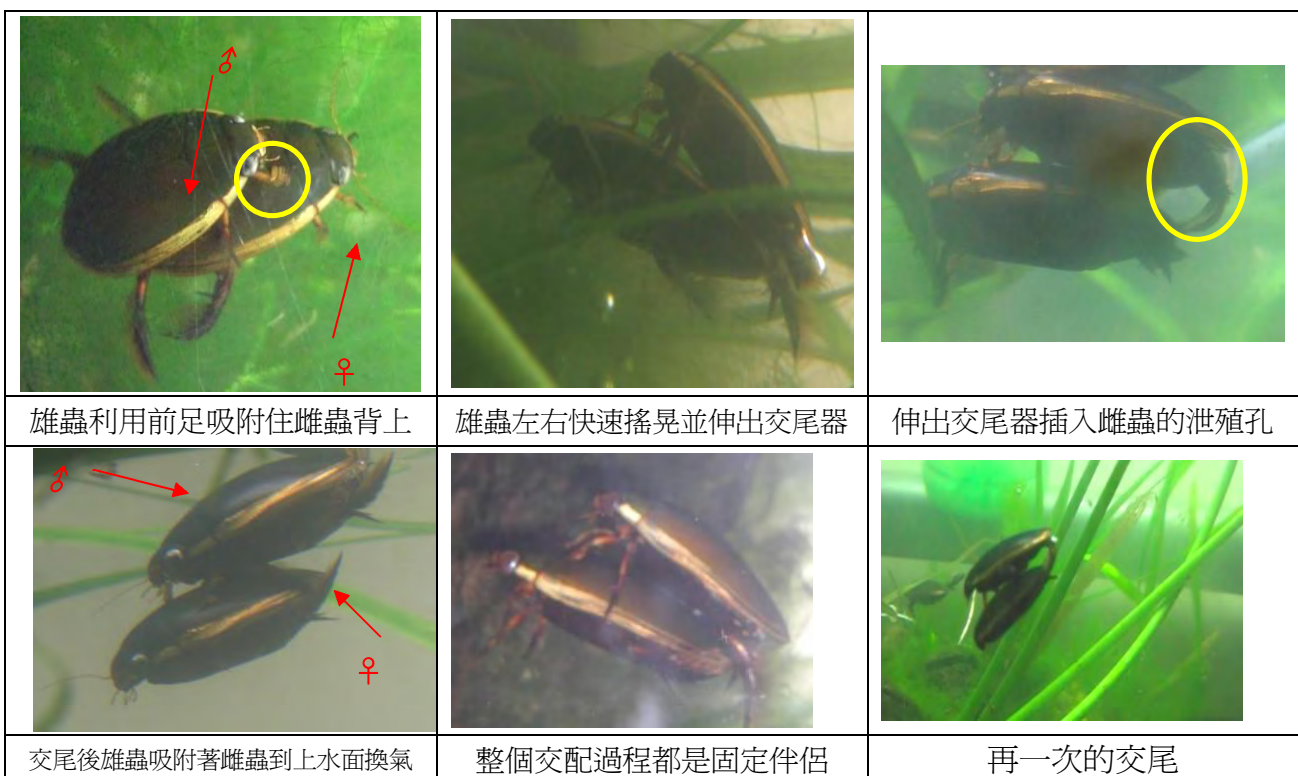 ♂
♀
雄蟲利用前足吸附住雌蟲背上
雄蟲左右快速搖晃並伸出交尾器
伸出交尾器插入雌蟲的泄殖孔
♂
♀
交尾後雄蟲吸附著雌蟲到上水面換氣
整個交配過程都是固定伴侶
再一次的交尾